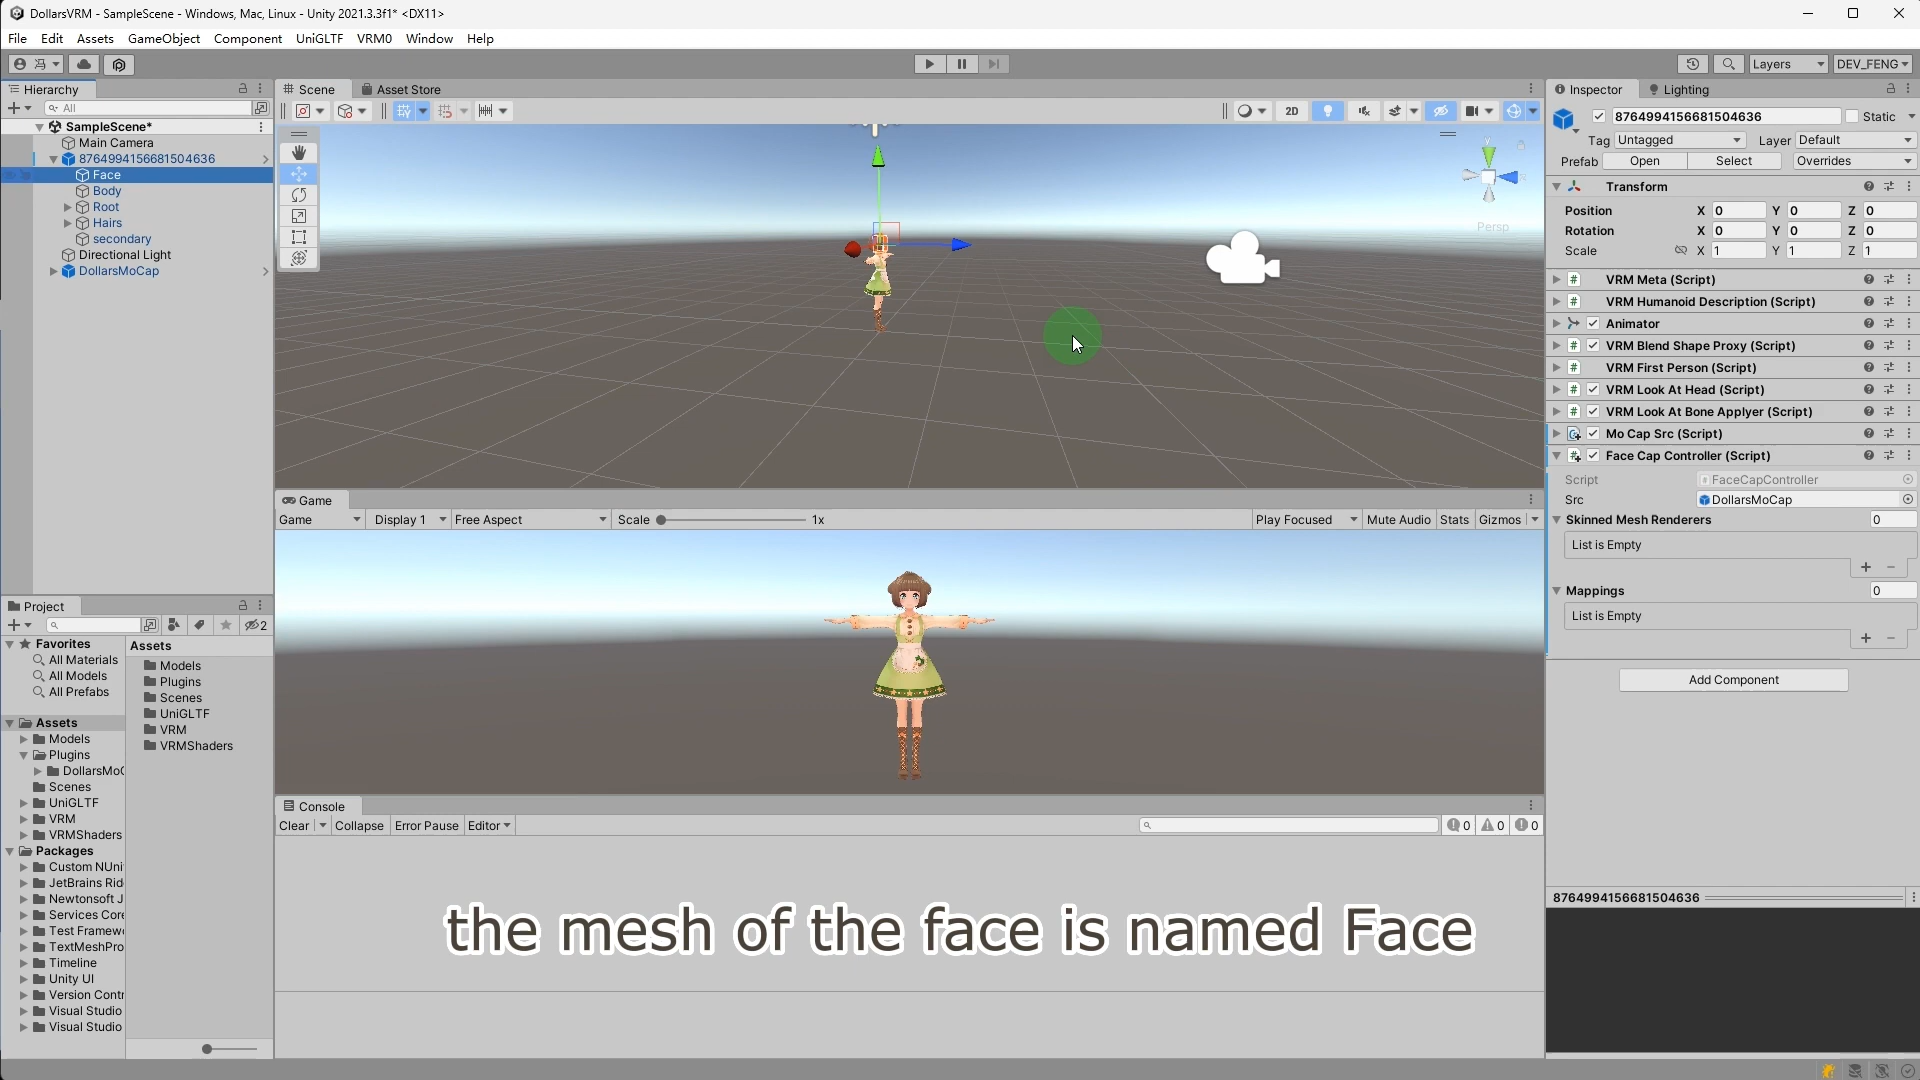 DollarsVRM - SampleScene - Windows, Mac, Linux - Unity 2021.3.3f1* <DX11>
File Edit Assets GameObject Component UniGLTF VRM0 Window Help
冯
Layers DEV_FENG
Hierarchy
All
SampleScene*
Main Camera
8764994156681504636
Face
Body
Root
Hairs
secondary
Directional Light
DollarsMoCap
Scene Asset Store
2D
Y
Persp
Game
Game Display 1 Free Aspect Scale 1x Play Focused Mute Audio Stats Gizmos
Project
2
Favorites
All Materials
All Models
All Prefabs
Assets
Models
Plugins
DollarsMoC
Scenes
UniGLTF
VRM
VRMShaders
Packages
Custom NUni
JetBrains Rid
Newtonsoft J
Services Core
Test Framewo
TextMeshPro
Timeline
Unity UI
Version Contr
Visual Studio
Visual Studio
Assets
Models
Plugins
Scenes
UniGLTF
VRM
VRMShaders
Console
Clear Collapse Error Pause Editor 0 0 0
the mesh of the face is named Face
Inspector Lighting
8764994156681504636 Static
Tag Untagged Layer Default
Prefab Open Select Overrides
Transform
Position X 0 Y 0 Z 0
Rotation X 0 Y 0 Z 0
Scale X 1 Y 1 Z 1
VRM Meta (Script)
VRM Humanoid Description (Script)
Animator
VRM Blend Shape Proxy (Script)
VRM First Person (Script)
VRM Look At Head (Script)
VRM Look At Bone Applyer (Script)
Mo Cap Src (Script)
Face Cap Controller (Script)
Script FaceCapController
Src DollarsMoCap
Skinned Mesh Renderers 0
List is Empty
Mappings 0
List is Empty
Add Component
8764994156681504636